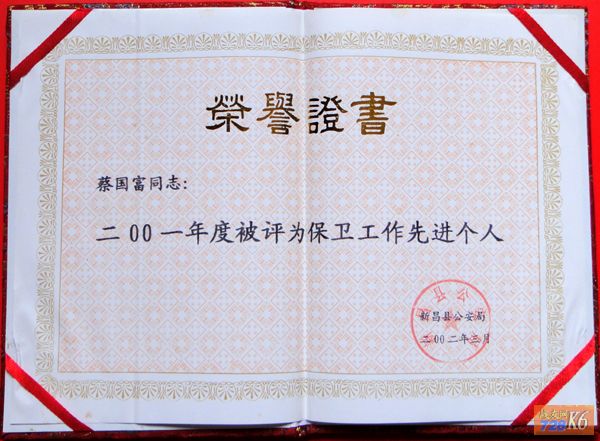 榮譽證書
蔡国富同志:
二00一年度被评为保卫工作先进个人
新昌县公安局
二00二年三月
K6